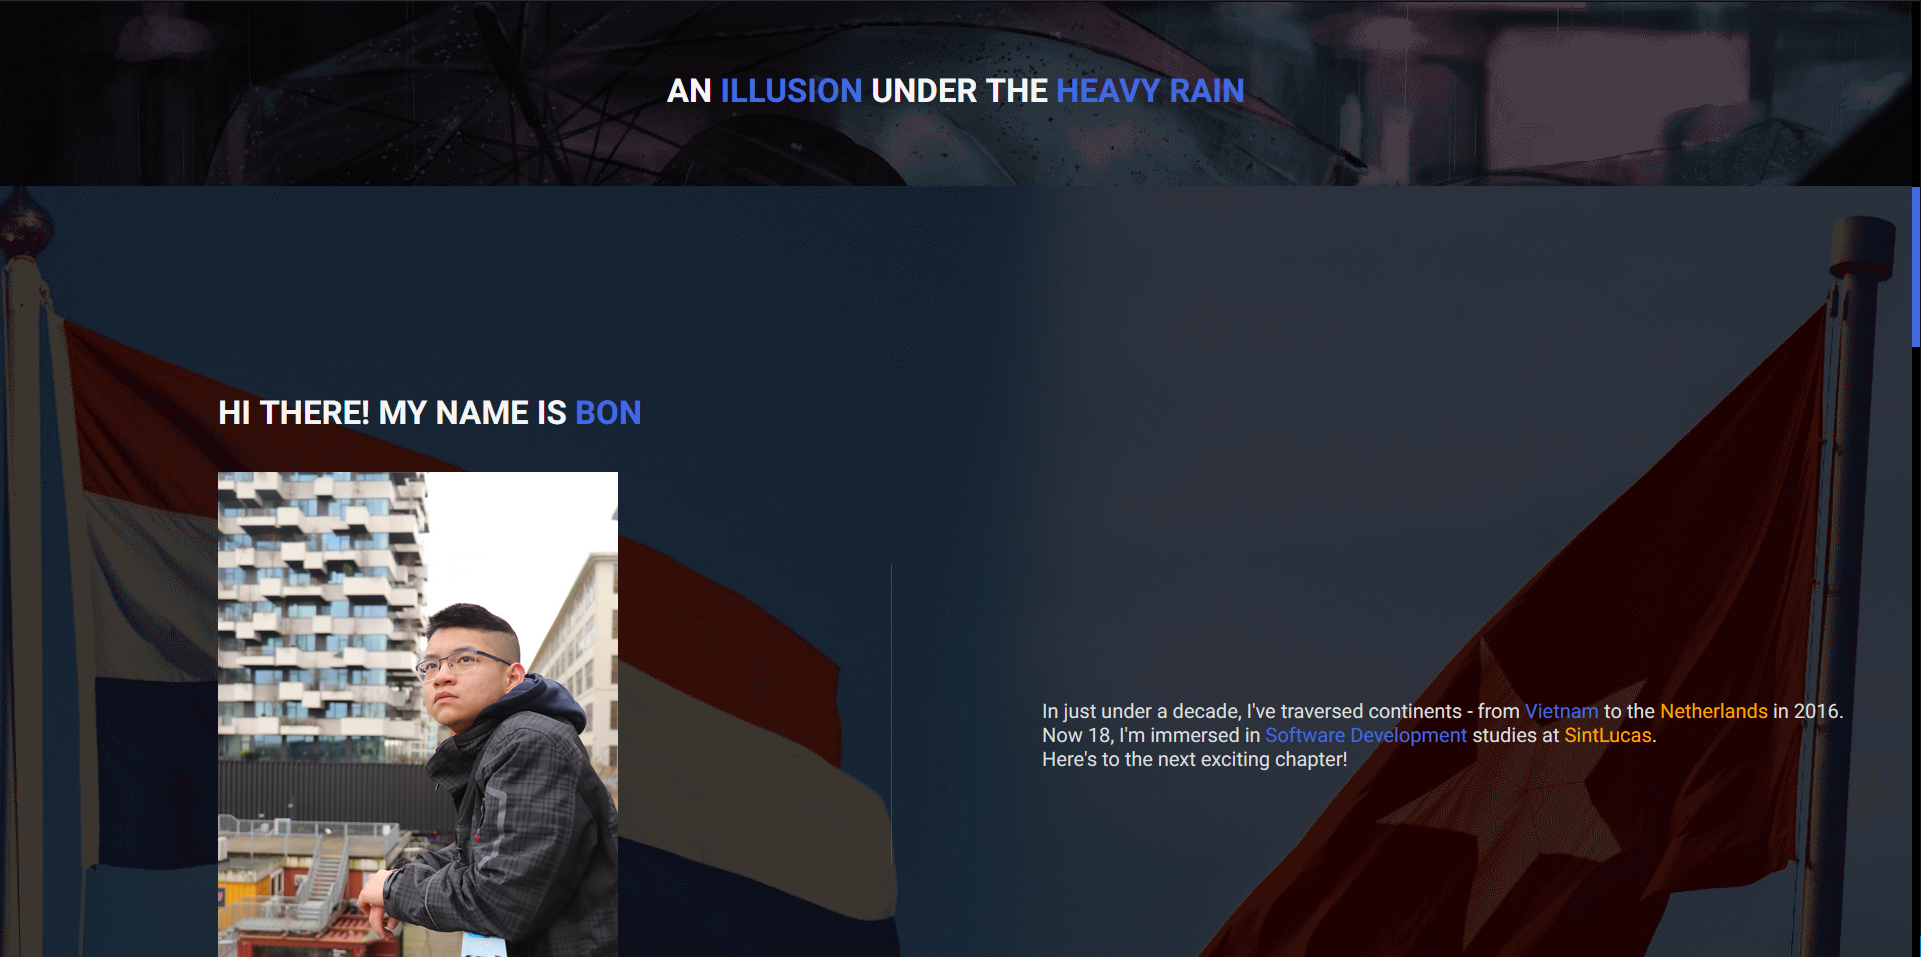 AN ILLUSION UNDER THE HEAVY RAIN
HI THERE! MY NAME IS BON
In just under a decade, I've traversed continents - from Vietnam to the Netherlands in 2016.
Now 18, I'm immersed in Software Development studies at SintLucas.
Here's to the next exciting chapter!